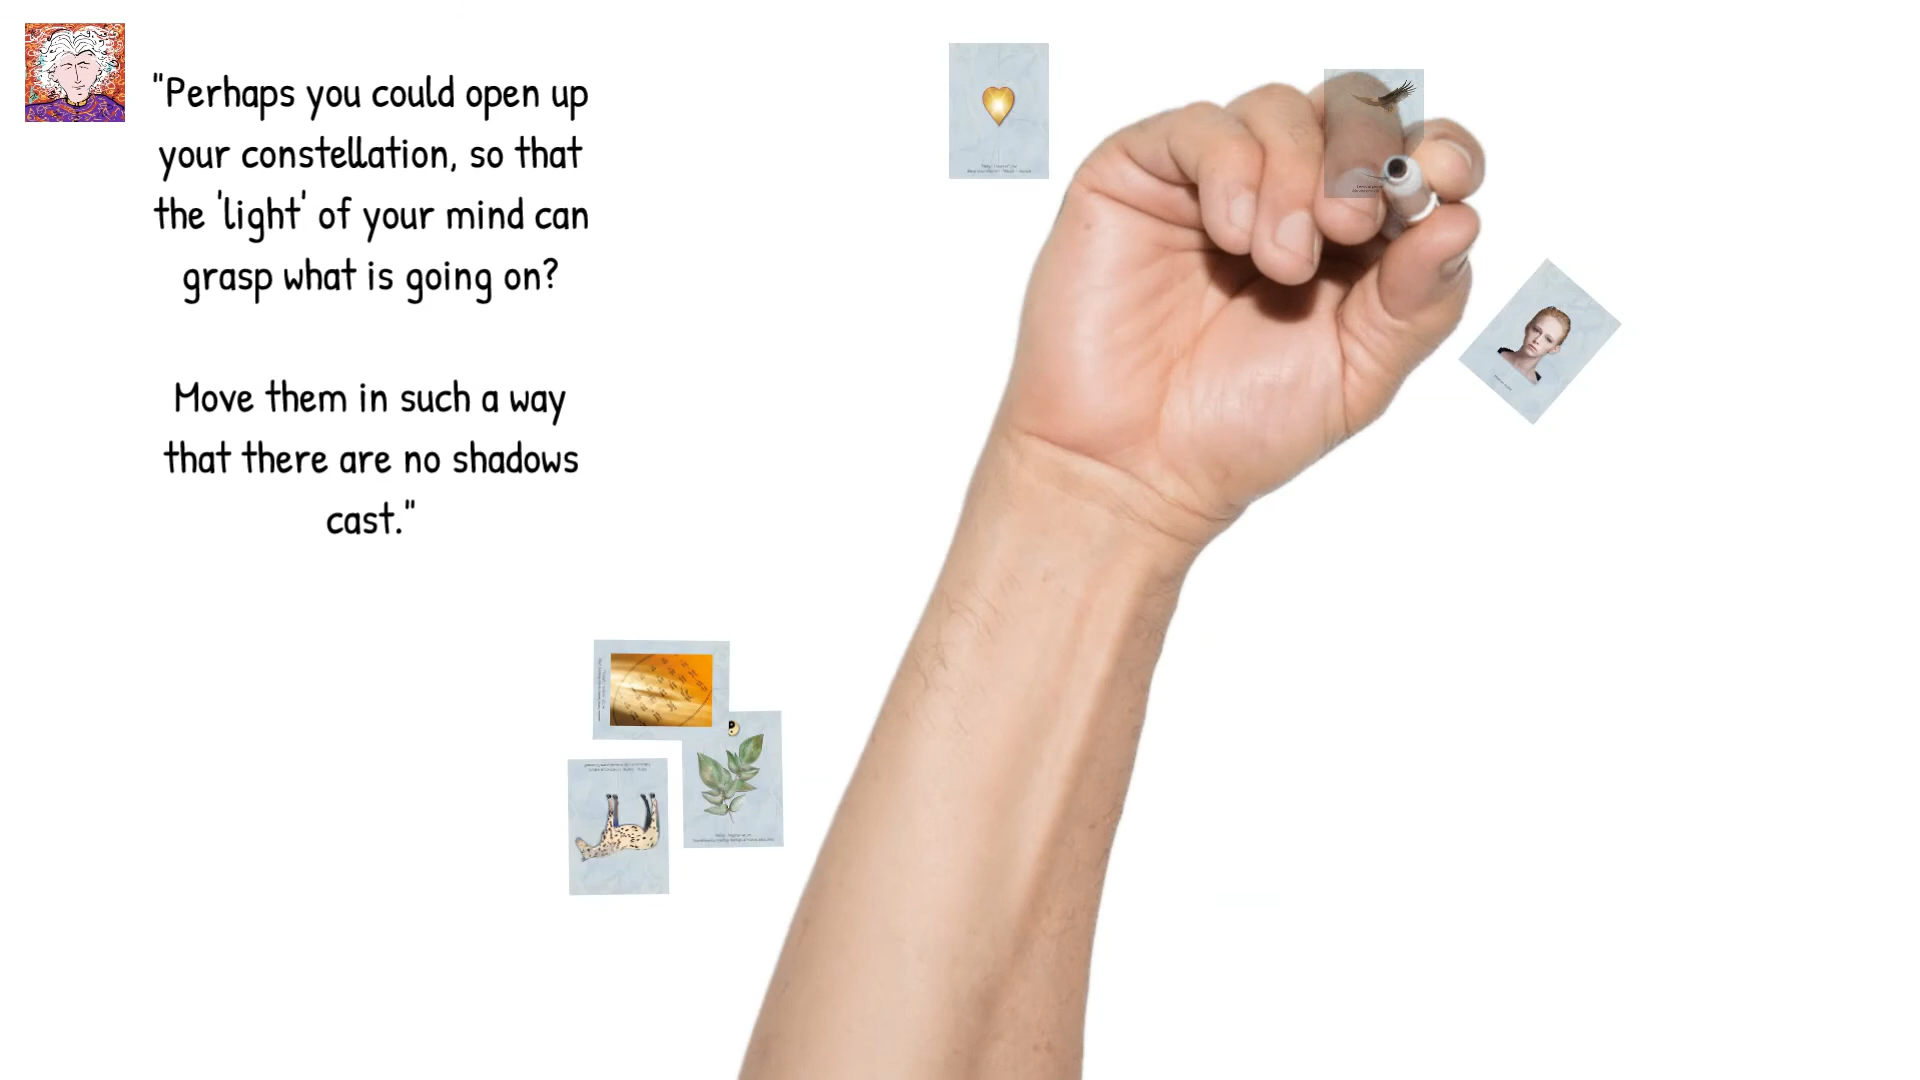 "Perhaps you could open up
your constellation, so that
the 'light' of your mind can
grasp what is going on?
Move them in such a way
that there are no shadows
cast."